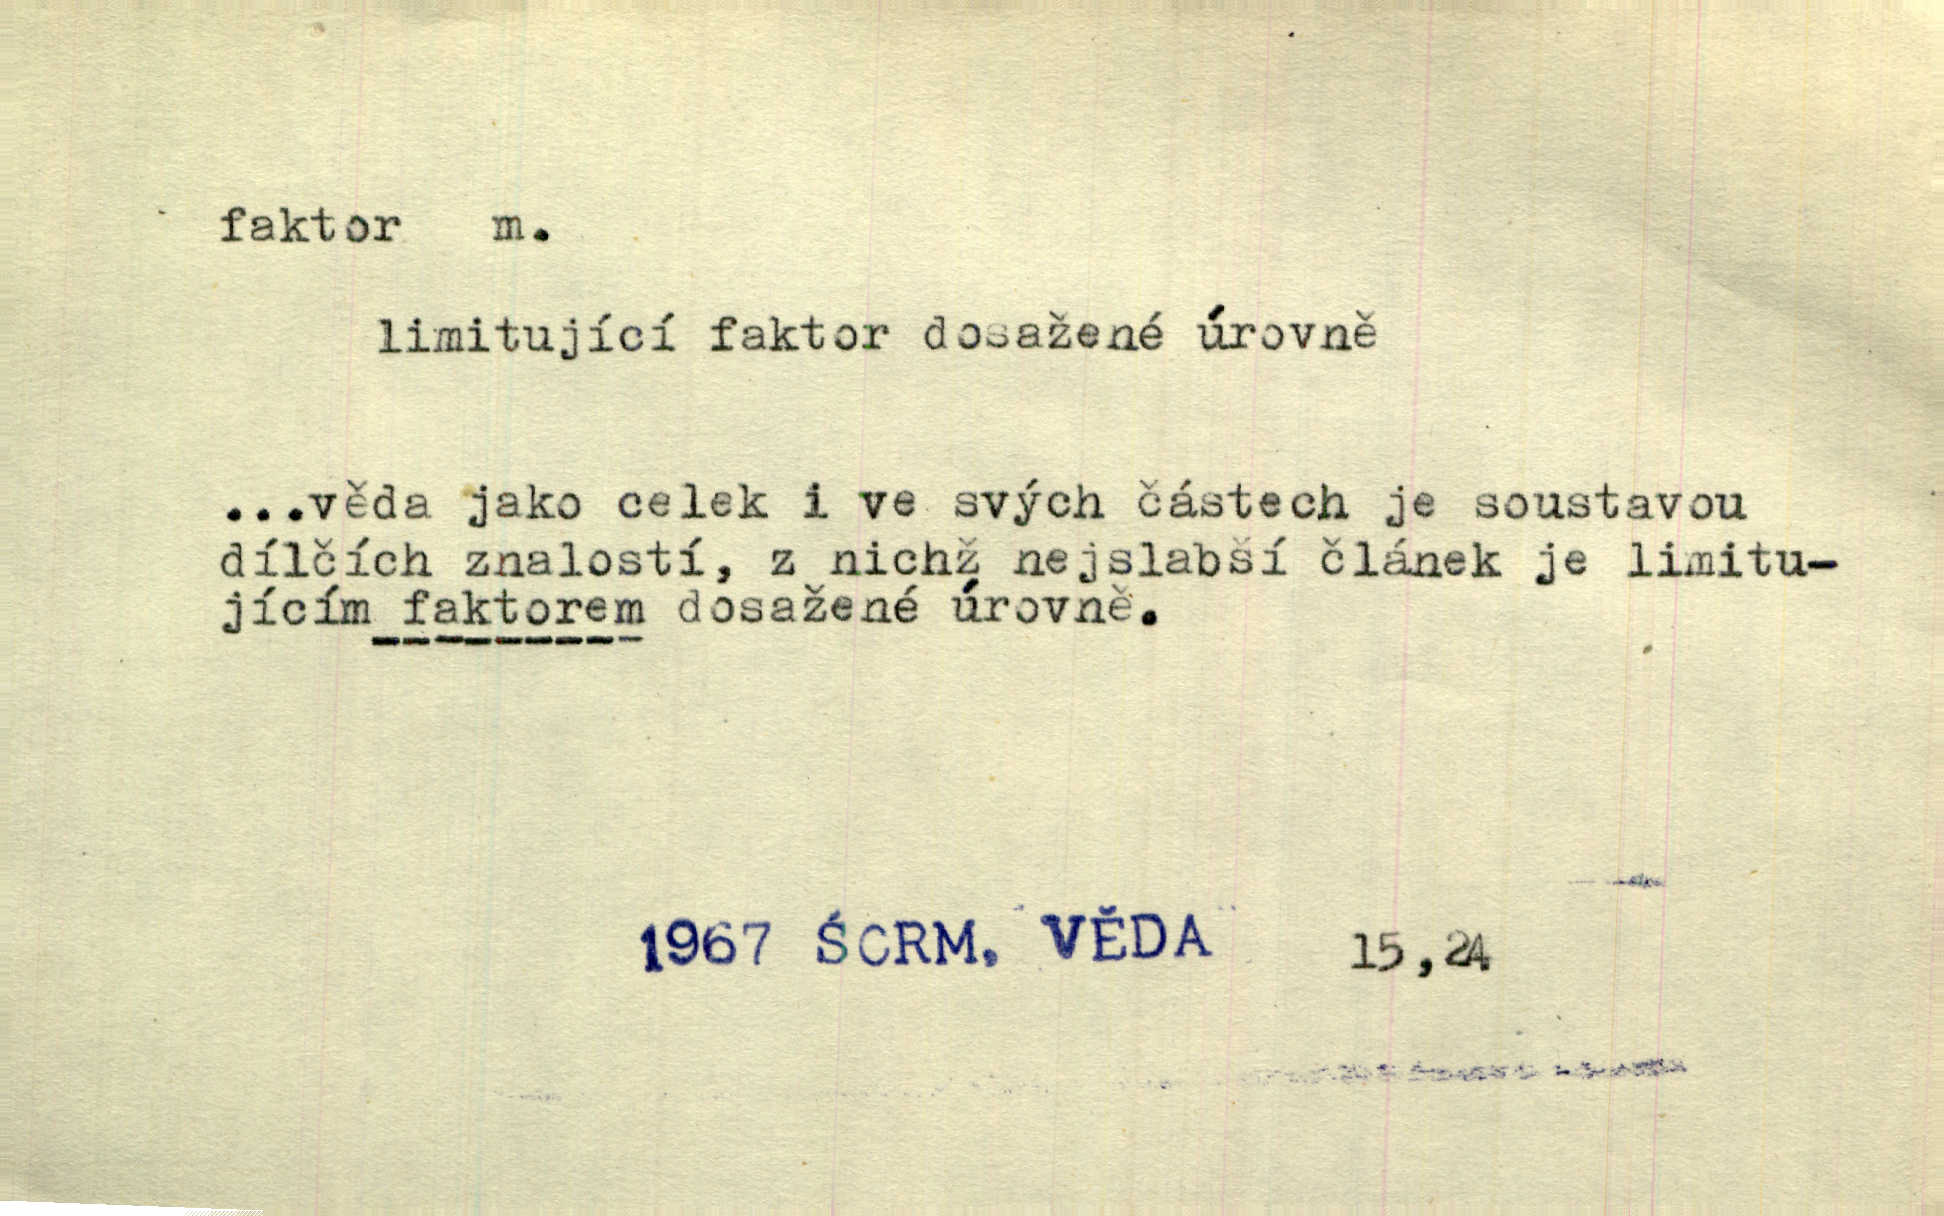 faktor m.
limitující faktor dosažené úrovně
...věda jako celek i ve svých částech je soustavou
dílčích znalostí, z nichž nejslabší článek je limitu-
jícím faktorem dosažené úrovně.
1967 ŚCRM. VĚDA 15,24